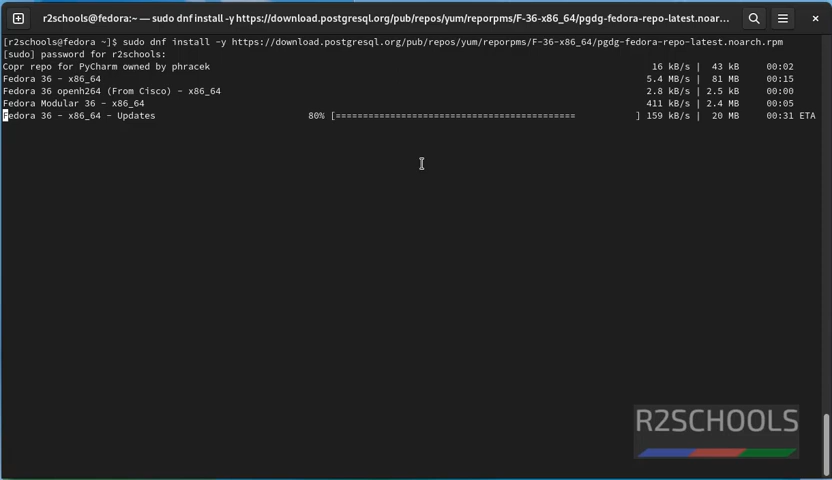 r2schools@fedora:~ — sudo dnf install -y https://download.postgresql.org/pub/repos/yum/reporpms/F-36-x86_64/pgdg-fedora-repo-latest.noar…
[r2schools@fedora ~]$ sudo dnf install -y https://download.postgresql.org/pub/repos/yum/reporpms/F-36-x86_64/pgdg-fedora-repo-latest.noarch.rpm
[sudo] password for r2schools:
Copr repo for PyCharm owned by phracek 16 kB/s | 43 kB 00:02
Fedora 36 - x86_64 5.4 MB/s | 81 MB 00:15
Fedora 36 openh264 (From Cisco) - x86_64 2.8 kB/s | 2.5 kB 00:00
Fedora Modular 36 - x86_64 411 kB/s | 2.4 MB 00:05
Fedora 36 - x86_64 - Updates 80% [============================================ ] 159 kB/s | 20 MB 00:31 ETA
R2SCHOOLS